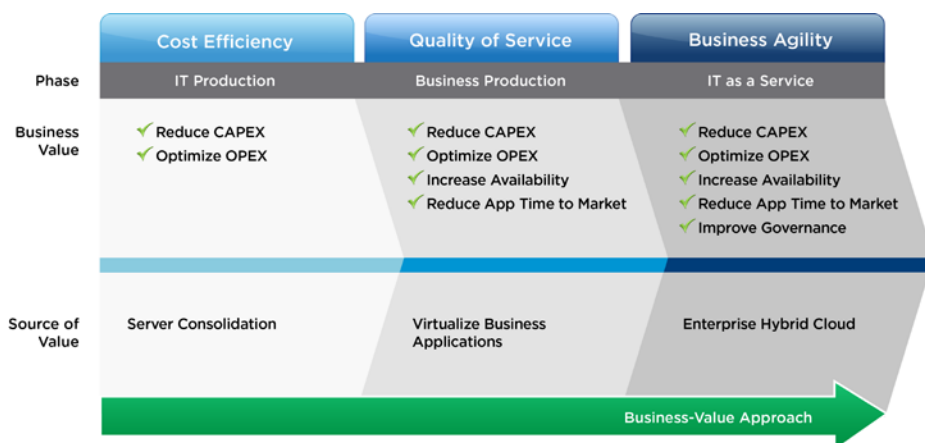 Cost Efficiency
Quality of Service
Business Agility
Phase
IT Production
Business Production
IT as a Service
Business
Value
Reduce CAPEX
Optimize OPEX
Reduce CAPEX
Optimize OPEX
Increase Availability
Reduce App Time to Market
Reduce CAPEX
Optimize OPEX
Increase Availability
Reduce App Time to Market
Improve Governance
Source of
Value
Server Consolidation
Virtualize Business
Applications
Enterprise Hybrid Cloud
Business-Value Approach